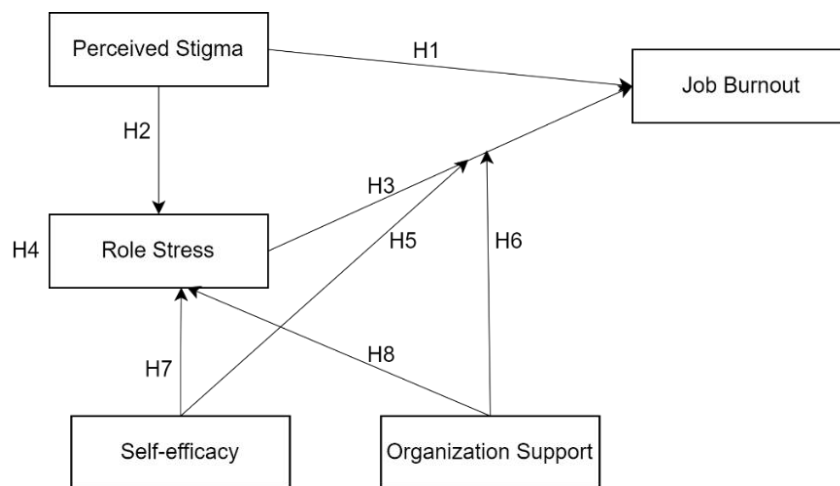 Perceived Stigma
H1
Job Burnout
H2
H3
H4
Role Stress
H5
H6
H7
H8
Self-efficacy
Organization Support